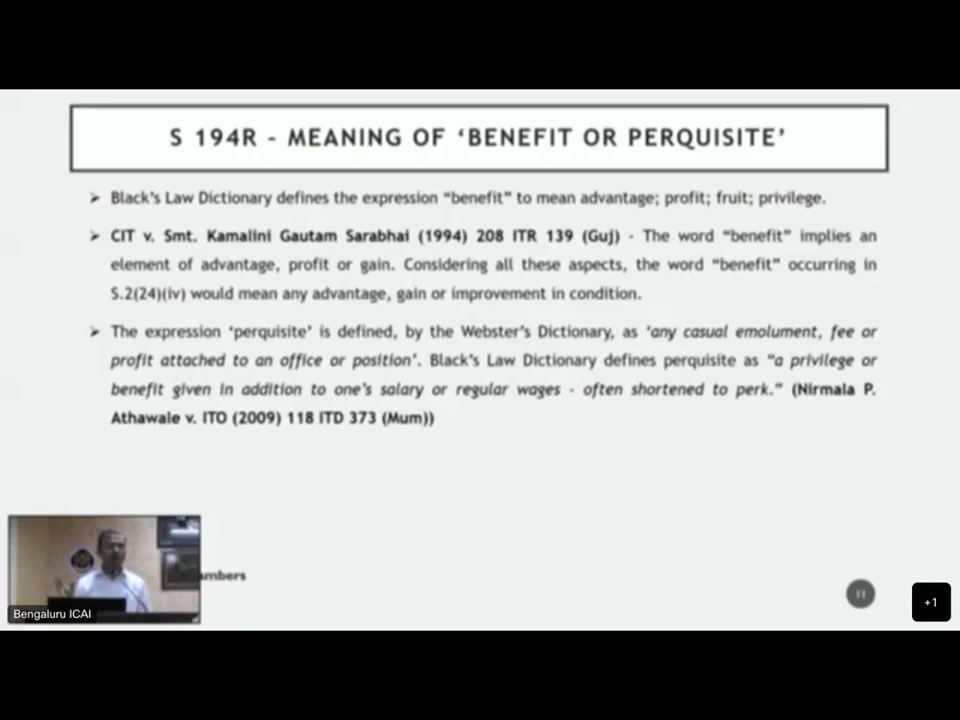 S 194R - MEANING OF ‘BENEFIT OR PERQUISITE’
➢ Black’s Law Dictionary defines the expression “benefit” to mean advantage; profit; fruit; privilege.
➢ CIT v. Smt. Kamalini Gautam Sarabhai (1994) 208 ITR 139 (Guj) - The word “benefit” implies an
element of advantage, profit or gain. Considering all these aspects, the word “benefit” occurring in
S.2(24)(iv) would mean any advantage, gain or improvement in condition.
➢ The expression ‘perquisite’ is defined, by the Webster’s Dictionary, as ‘any casual emolument, fee or
profit attached to an office or position’. Black’s Law Dictionary defines perquisite as “a privilege or
benefit given in addition to one’s salary or regular wages - often shortened to perk.” (Nirmala P.
Athawale v. ITO (2009) 118 ITD 373 (Mum))
ambers
Bengaluru ICAI
+1